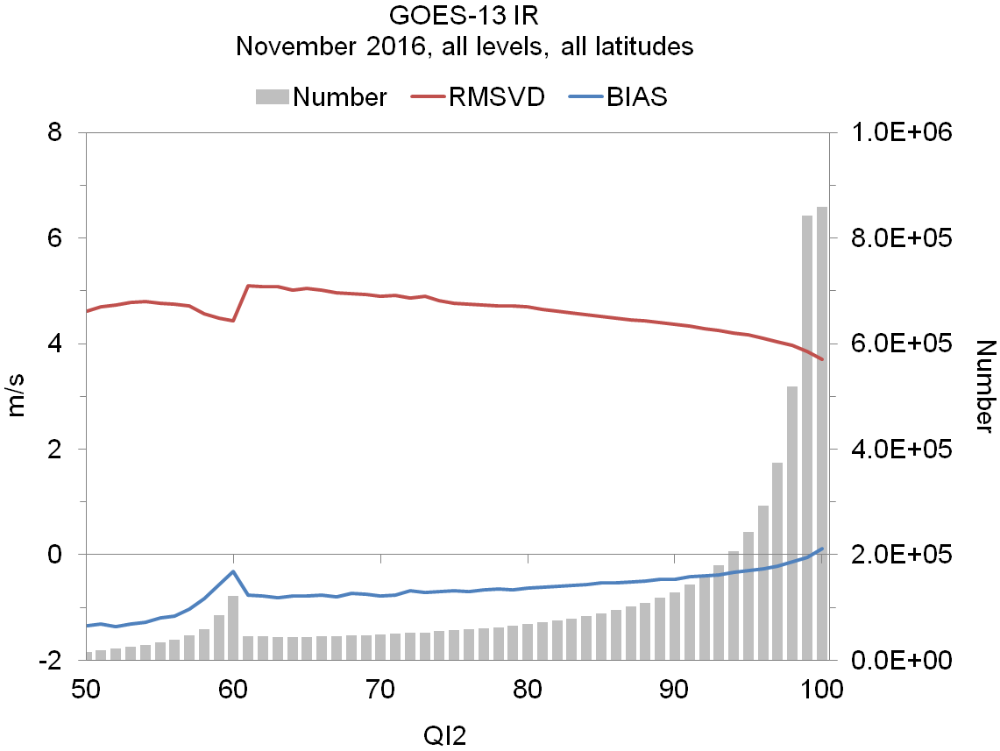 GOES-13 IR
November 2016, all levels, all latitudes
Number RMSVD BIAS
8 1.0E+06
6 8.0E+05
4 6.0E+05
2 4.0E+05
0 2.0E+05
-2 0.0E+00
m/s
Number
50 60 70 80 90 100
QI2